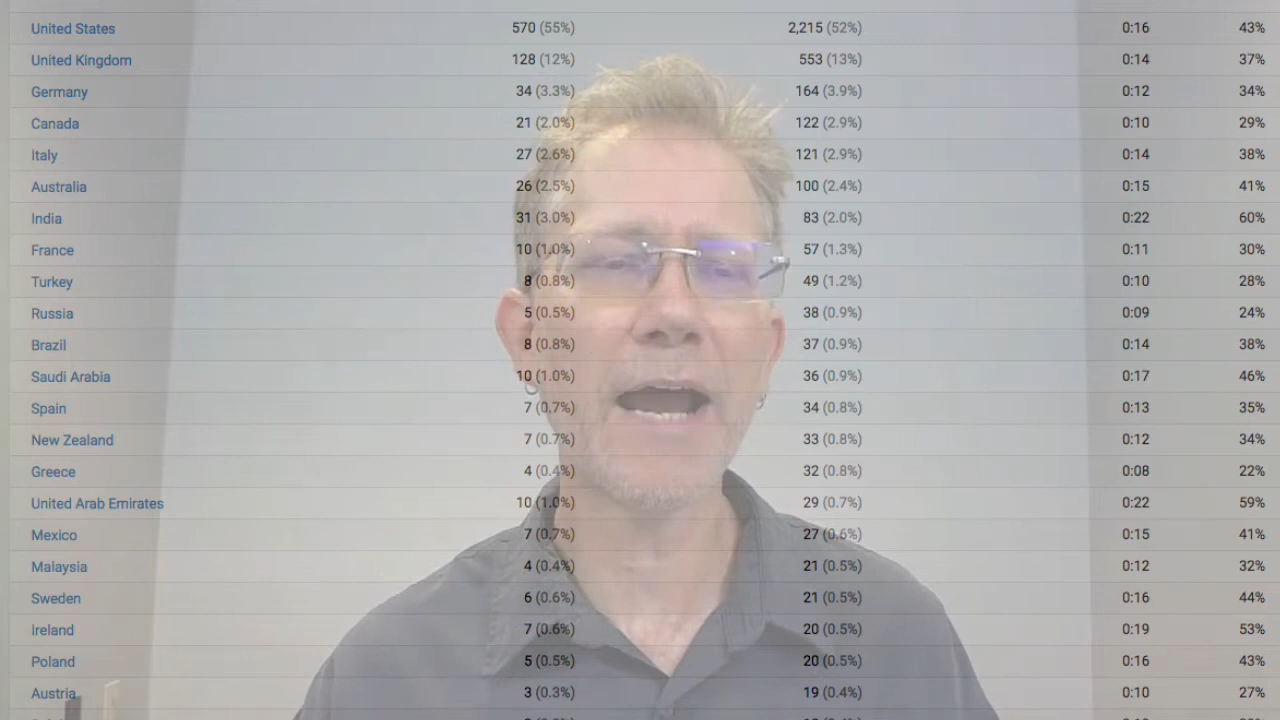 United States 570 (55%) 2,215 (52%) 0:16 43%
United Kingdom 128 (12%) 553 (13%) 0:14 37%
Germany 34 (3.3%) 164 (3.9%) 0:12 34%
Canada 21 (2.0%) 122 (2.9%) 0:10 29%
Italy 27 (2.6%) 121 (2.9%) 0:14 38%
Australia 26 (2.5%) 100 (2.4%) 0:15 41%
India 31 (3.0%) 83 (2.0%) 0:22 60%
France 10 (1.0%) 57 (1.3%) 0:11 30%
Turkey 8 (0.8%) 49 (1.2%) 0:10 28%
Russia 5 (0.5%) 38 (0.9%) 0:09 24%
Brazil 8 (0.8%) 37 (0.9%) 0:14 38%
Saudi Arabia 10 (1.0%) 36 (0.9%) 0:17 46%
Spain 7 (0.7%) 34 (0.8%) 0:13 35%
New Zealand 7 (0.7%) 33 (0.8%) 0:12 34%
Greece 4 (0.4%) 32 (0.8%) 0:08 22%
United Arab Emirates 10 (1.0%) 29 (0.7%) 0:22 59%
Mexico 7 (0.7%) 27 (0.6%) 0:15 41%
Malaysia 4 (0.4%) 21 (0.5%) 0:12 32%
Sweden 6 (0.6%) 21 (0.5%) 0:16 44%
Ireland 7 (0.6%) 20 (0.5%) 0:19 53%
Poland 5 (0.5%) 20 (0.5%) 0:16 43%
Austria 3 (0.3%) 19 (0.4%) 0:10 27%